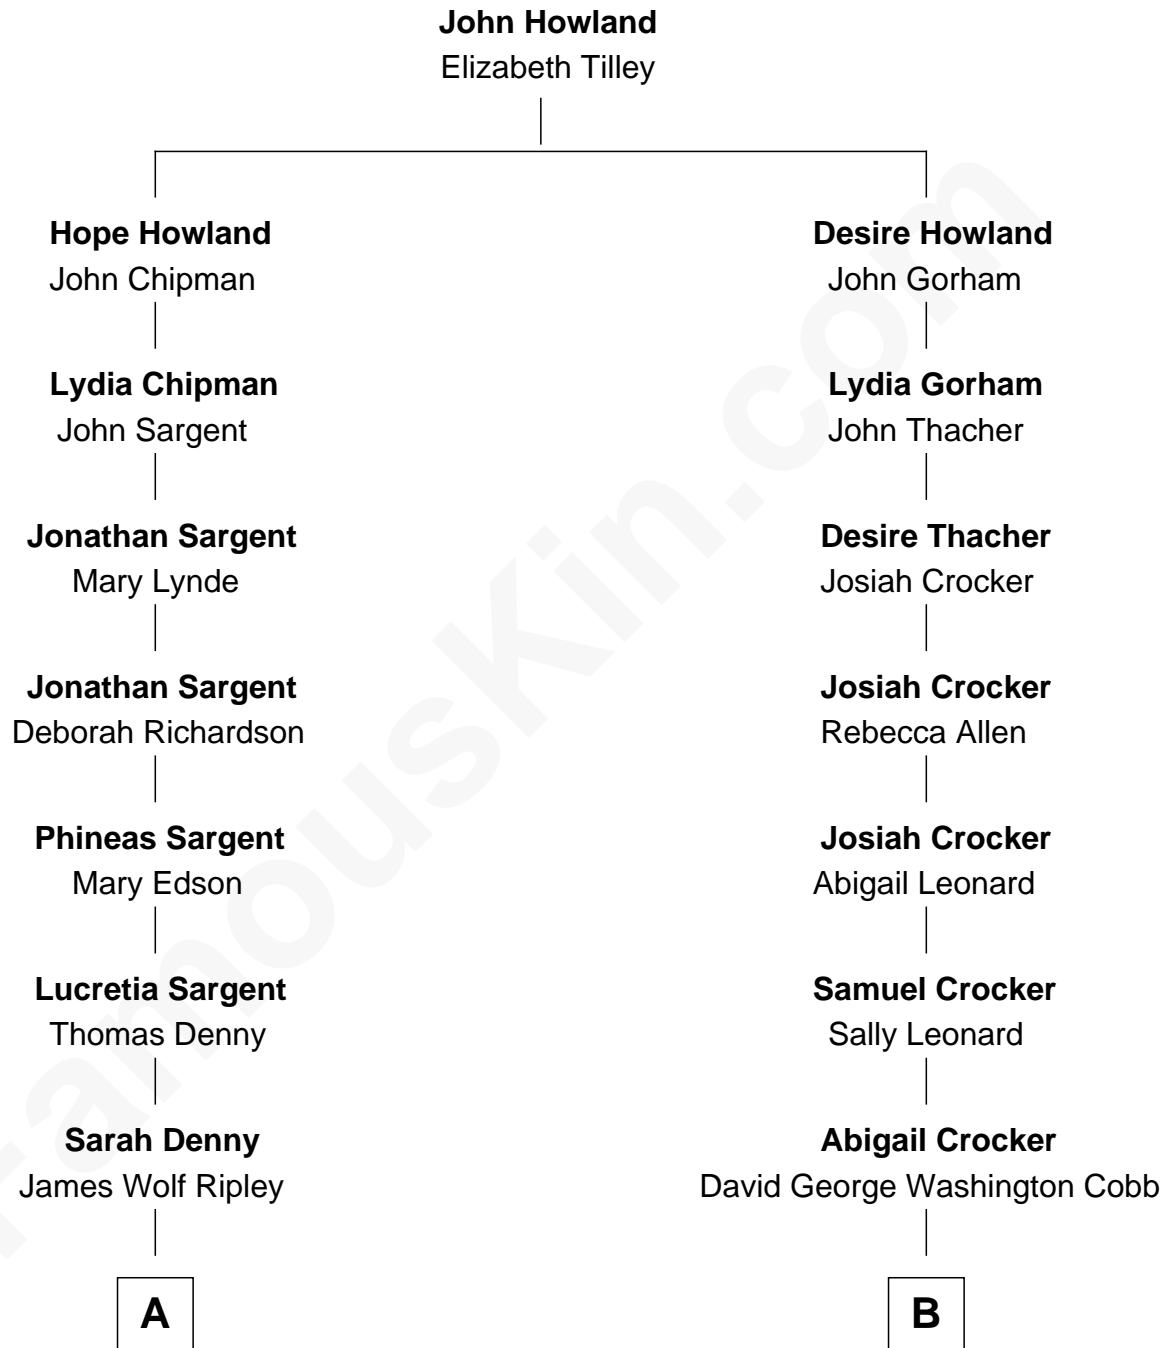 John Howland
Elizabeth Tilley
Hope Howland
John Chipman
Desire Howland
John Gorham
Lydia Chipman
John Sargent
Lydia Gorham
John Thacher
Jonathan Sargent
Mary Lynde
Desire Thacher
Josiah Crocker
Jonathan Sargent
Deborah Richardson
Josiah Crocker
Rebecca Allen
Phineas Sargent
Mary Edson
Josiah Crocker
Abigail Leonard
Lucretia Sargent
Thomas Denny
Samuel Crocker
Sally Leonard
Sarah Denny
James Wolf Ripley
Abigail Crocker
David George Washington Cobb
A
B
FamousKin.com